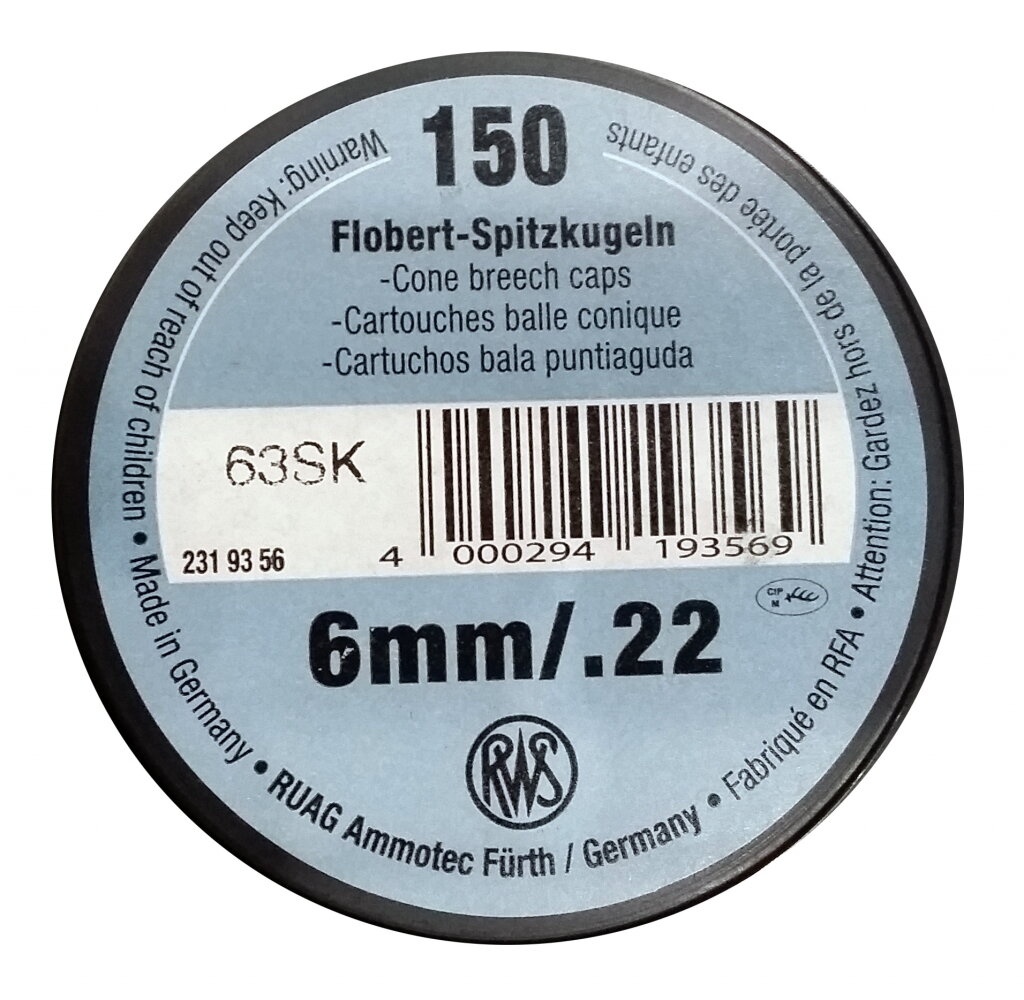 150
Flobert-Spitzkugeln
-Cone breech caps
-Cartouches balle conique
-Cartuchos bala puntiaguda
63SK
231 93 56
4 000294 193569
CIP
M
6mm/.22
RWS
Warning: Keep out of reach of children • Made in Germany • RUAG Ammotec Fürth / Germany • Fabriqué en RFA • Attention: Gardez hors de la portée des enfants